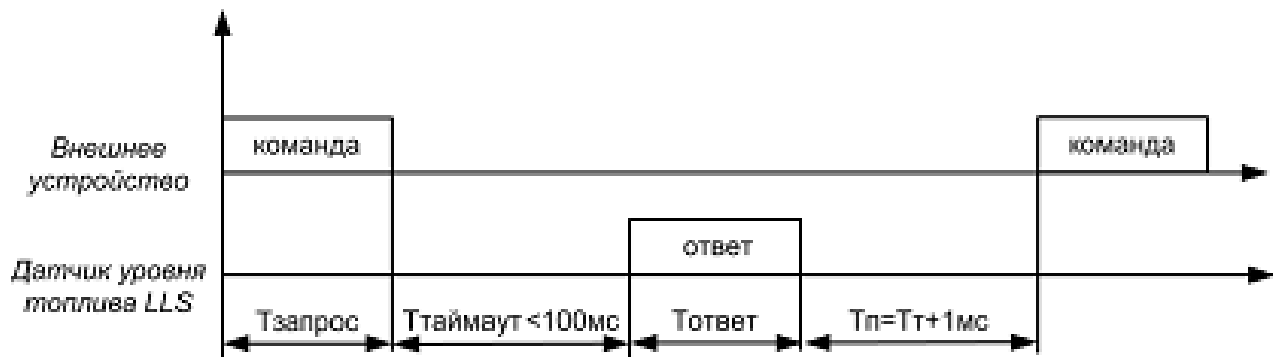 Внешнее
устройство
команда
команда
ответ
Датчик уровня
топлива LLS
Тзапрос
Ттаймаут <100мс
Тответ
Тп=Тт+1мс